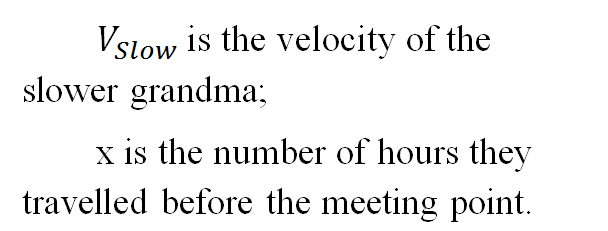 V_Slow is the velocity of the
slower grandma;
x is the number of hours they
travelled before the meeting point.